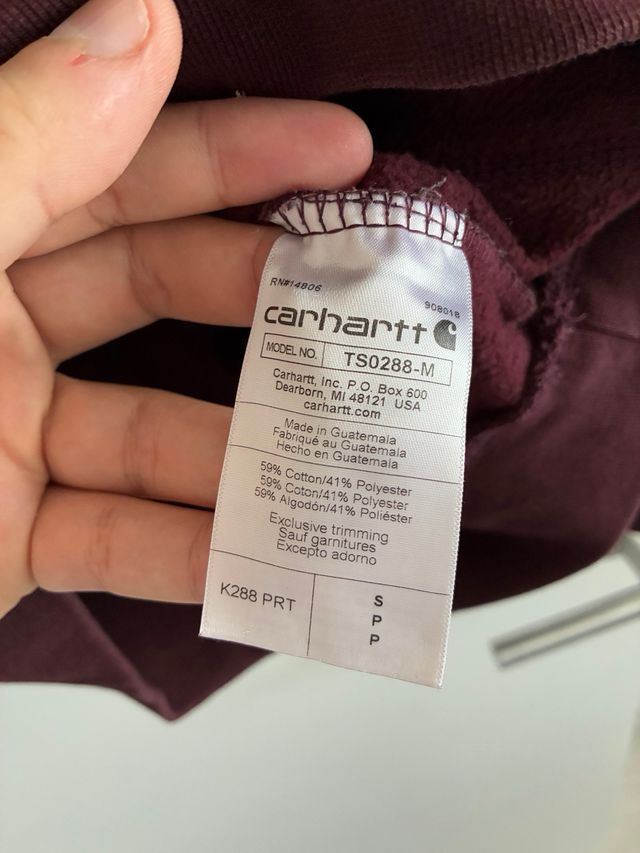 RN#14806
908018
carhartt
MODEL NO. TS0288-M
Carhartt, Inc. P.O. Box 600
Dearborn, MI 48121 USA
carhartt.com
Made in Guatemala
Fabriqué au Guatemala
Hecho en Guatemala
59% Cotton/41% Polyester
59% Coton/41% Polyester
59% Algodón/41% Poliéster
Exclusive trimming
Sauf garnitures
Excepto adorno
K288 PRT
S
P
P